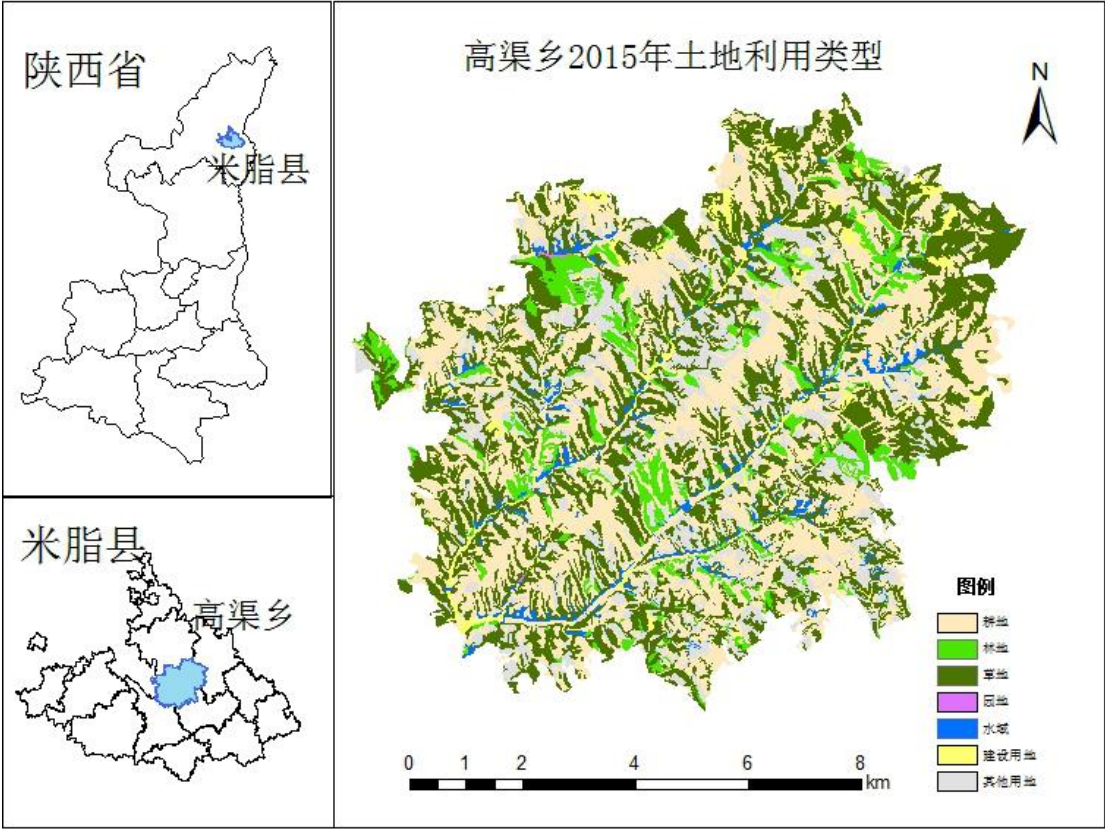 陕西省
米脂县
米脂县
高渠乡
高渠乡2015年土地利用类型
N
图例
耕地
林地
草地
园地
水域
建设用地
其他用地
0 1 2 4 6 8
km